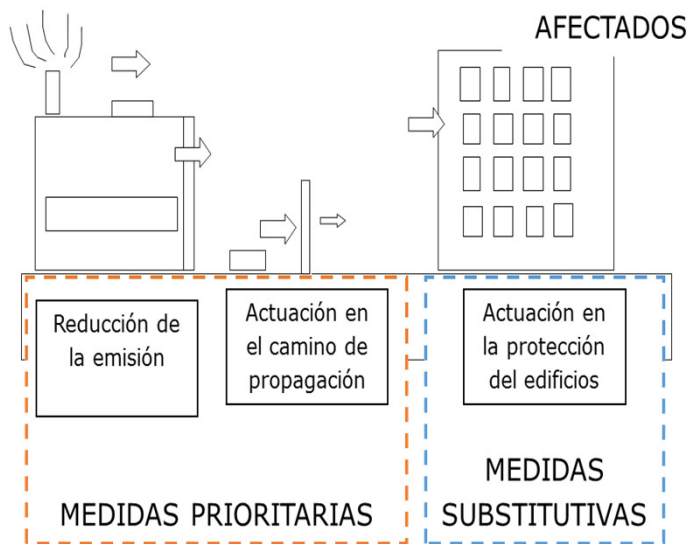 AFECTADOS
Reducción de
la emisión
Actuación en
el camino de
propagación
Actuación en
la protección
del edificios
MEDIDAS PRIORITARIAS
MEDIDAS
SUBSTITUTIVAS